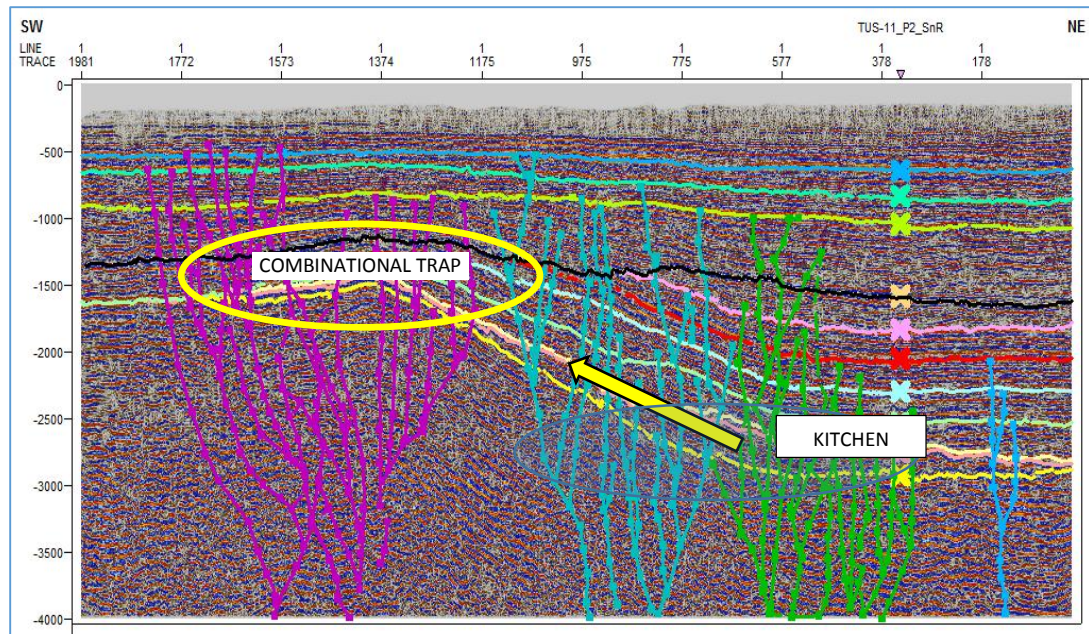 SW TUS-11_P2_SnR NE
LINE 1 1 1 1 1 1 1 1 1 1
TRACE 1981 1772 1573 1374 1175 975 775 577 378 178
0
-500
-1000
COMBINATIONAL TRAP
-1500
-2000
-2500
KITCHEN
-3000
-3500
-4000